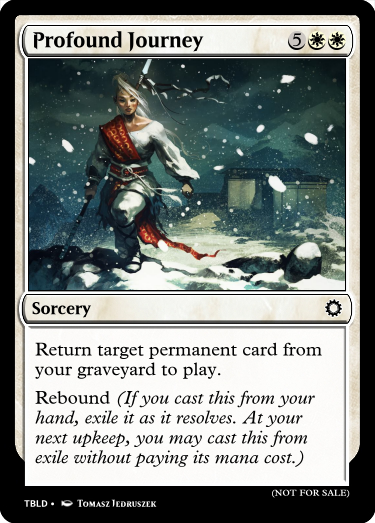 Profound Journey 5
Sorcery
Return target permanent card from
your graveyard to play.
Rebound (If you cast this from your
hand, exile it as it resolves. At your
next upkeep, you may cast this from
exile without paying its mana cost.)
(NOT FOR SALE)
TBLD • Tomasz Jedruszek